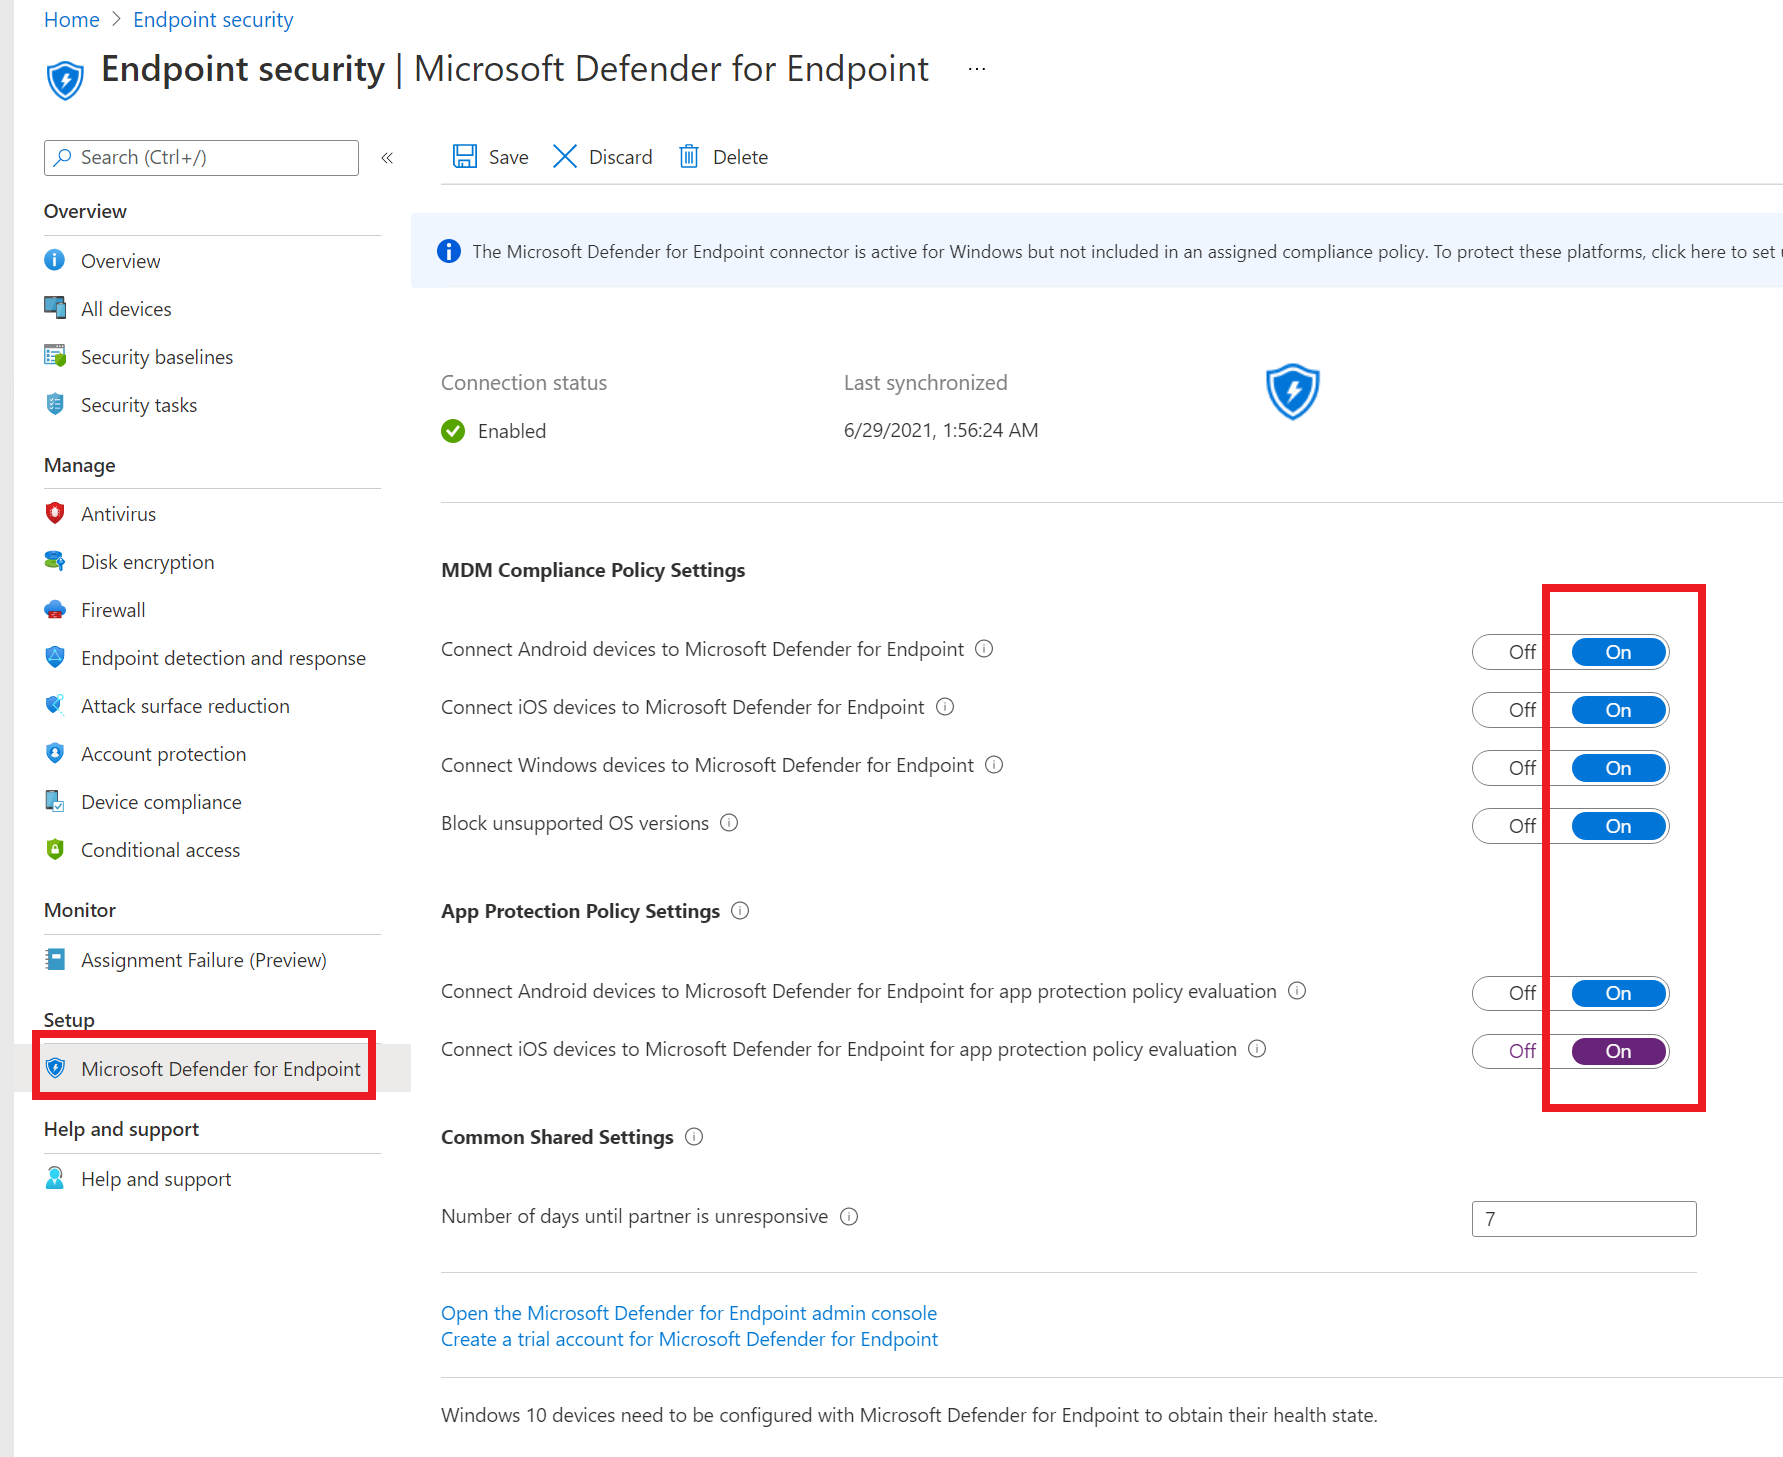 Home > Endpoint security
Endpoint security | Microsoft Defender for Endpoint ...
Search (Ctrl+/) «
Save Discard Delete
Overview
Overview
All devices
Security baselines
Security tasks
Manage
Antivirus
Disk encryption
Firewall
Endpoint detection and response
Attack surface reduction
Account protection
Device compliance
Conditional access
Monitor
Assignment Failure (Preview)
Setup
Microsoft Defender for Endpoint
Help and support
Help and support
The Microsoft Defender for Endpoint connector is active for Windows but not included in an assigned compliance policy. To protect these platforms, click here to set
Connection status Last synchronized
Enabled 6/29/2021, 1:56:24 AM
MDM Compliance Policy Settings
Connect Android devices to Microsoft Defender for Endpoint Off On
Connect iOS devices to Microsoft Defender for Endpoint Off On
Connect Windows devices to Microsoft Defender for Endpoint Off On
Block unsupported OS versions Off On
App Protection Policy Settings
Connect Android devices to Microsoft Defender for Endpoint for app protection policy evaluation Off On
Connect iOS devices to Microsoft Defender for Endpoint for app protection policy evaluation Off On
Common Shared Settings
Number of days until partner is unresponsive 7
Open the Microsoft Defender for Endpoint admin console
Create a trial account for Microsoft Defender for Endpoint
Windows 10 devices need to be configured with Microsoft Defender for Endpoint to obtain their health state.